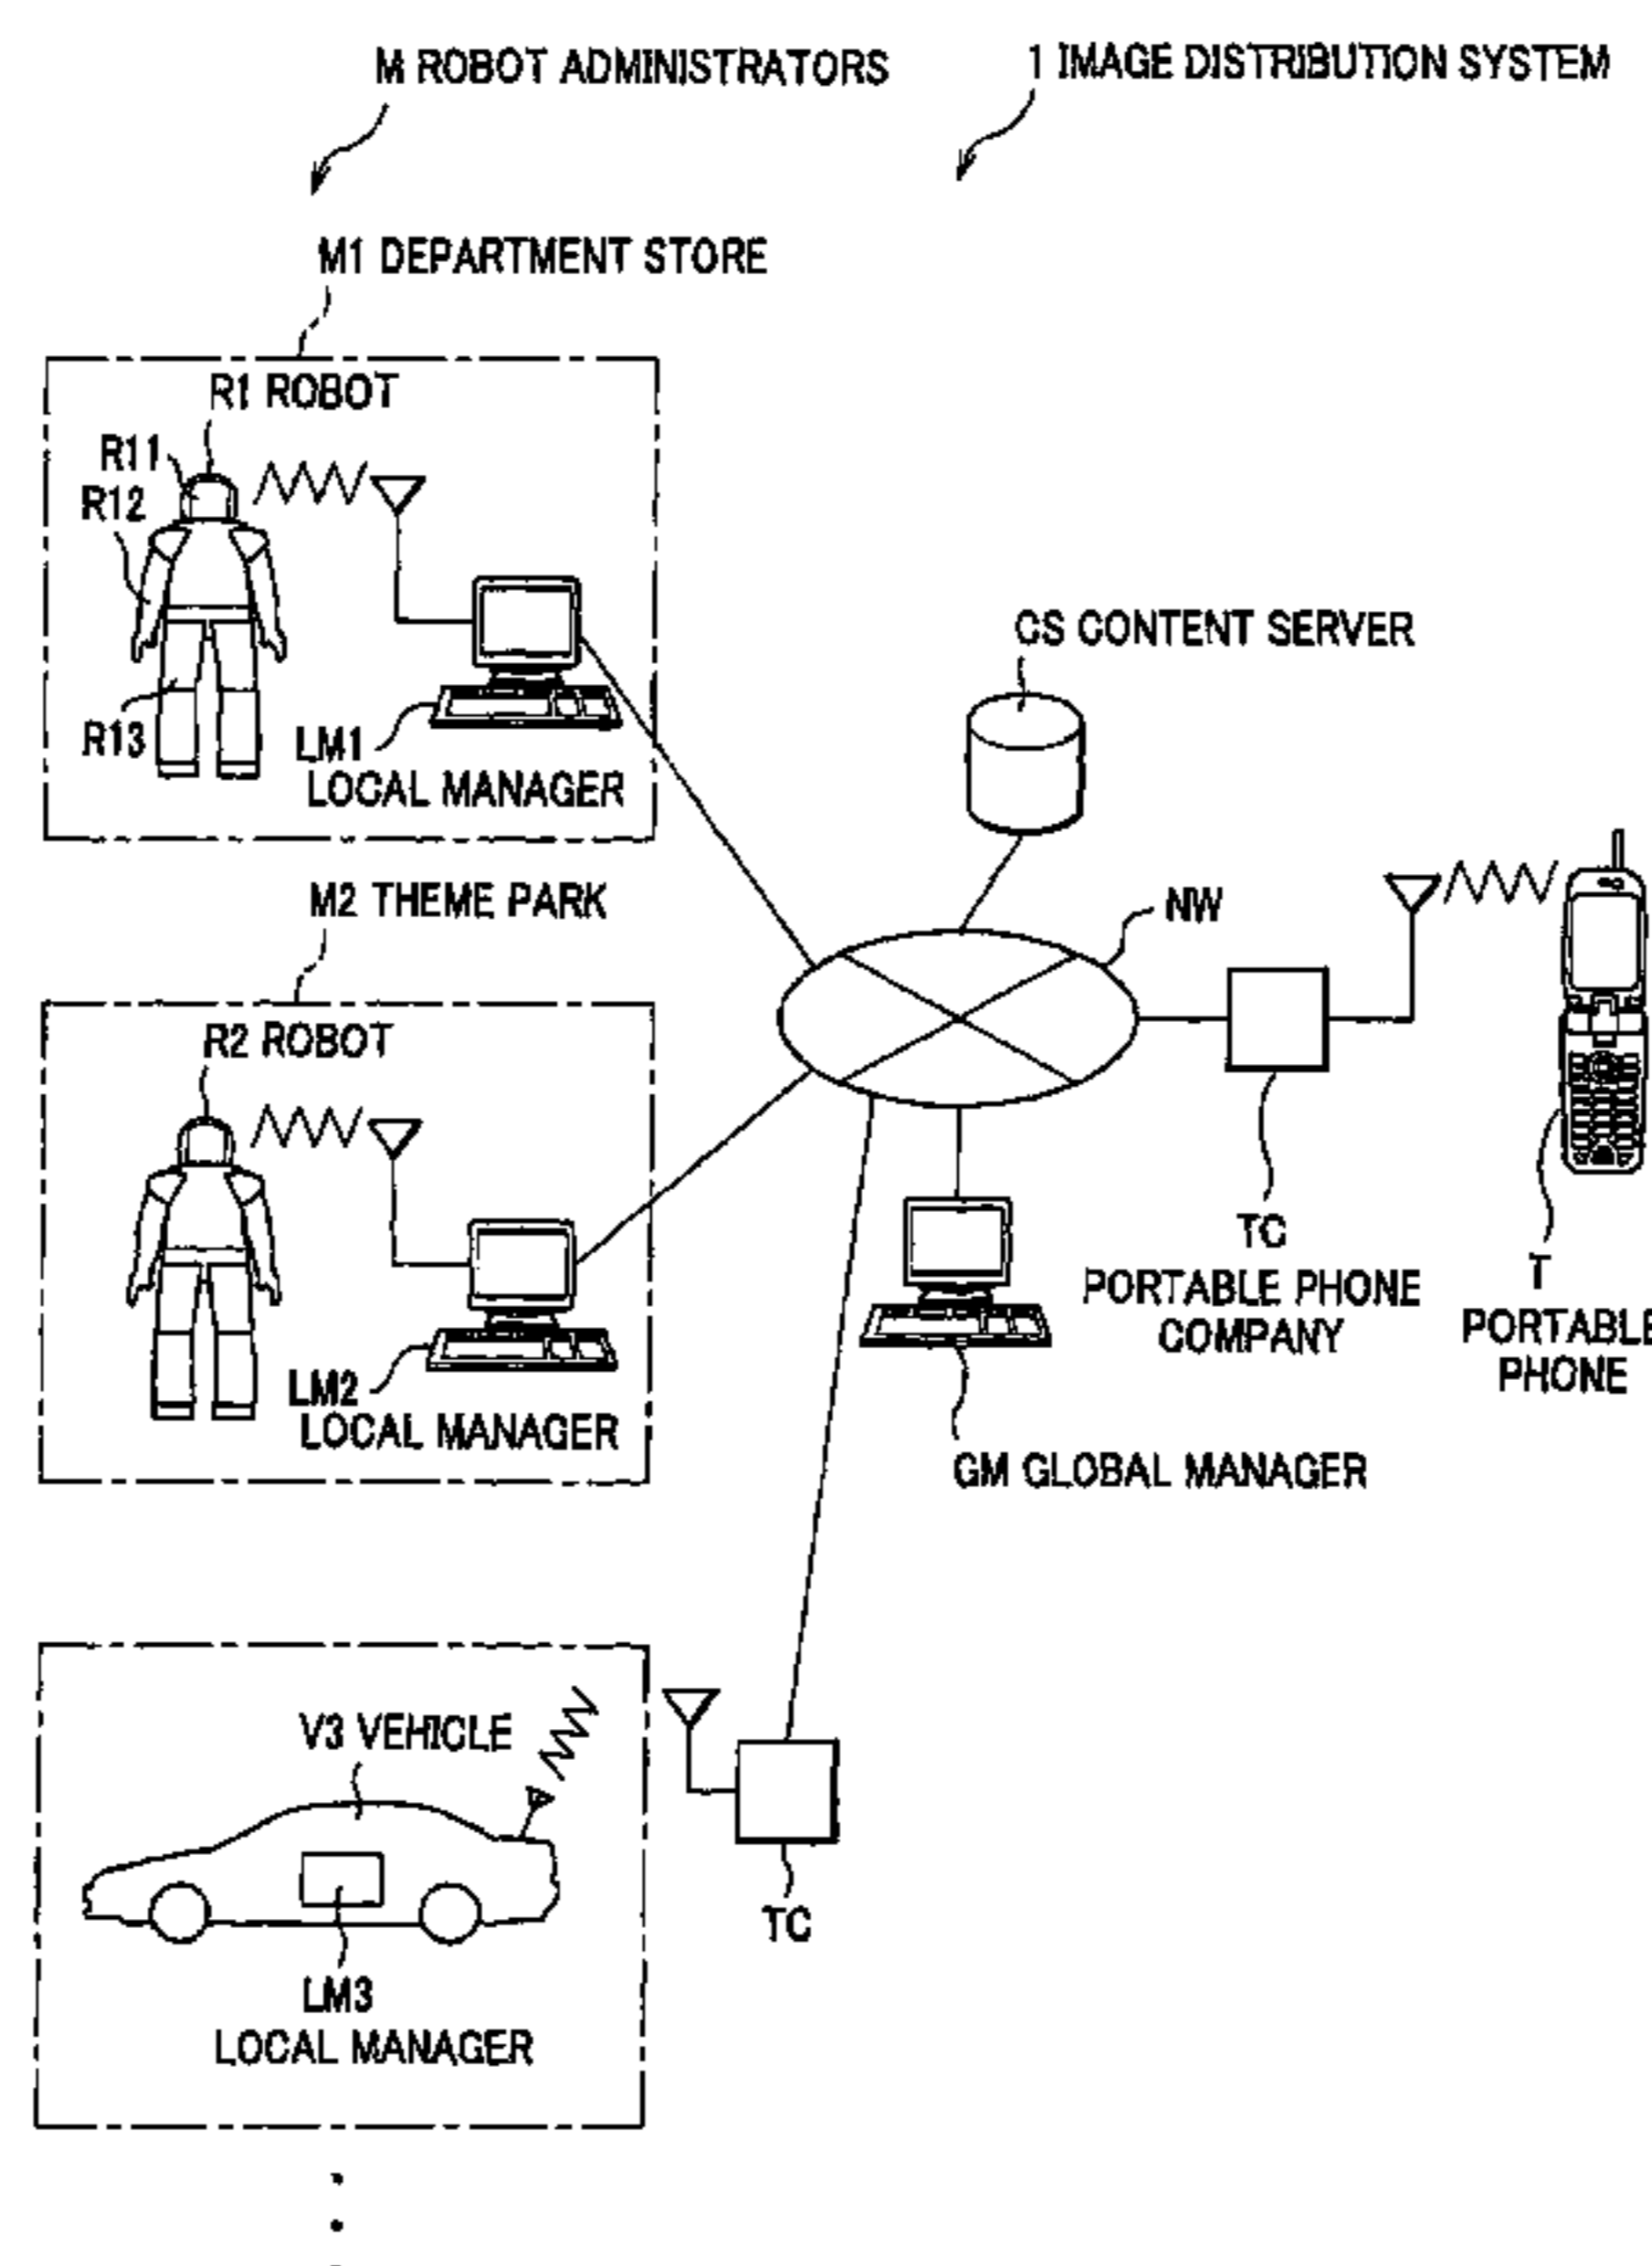 M ROBOT ADMINISTRATORS
1 IMAGE DISTRIBUTION SYSTEM
M1 DEPARTMENT STORE
R1 ROBOT
R11
R12
R13
LM1
LOCAL MANAGER
CS CONTENT SERVER
M2 THEME PARK
NW
R2 ROBOT
LM2
LOCAL MANAGER
TC
PORTABLE PHONE
COMPANY
T
PORTABLE
PHONE
GM GLOBAL MANAGER
V3 VEHICLE
TC
LM3
LOCAL MANAGER